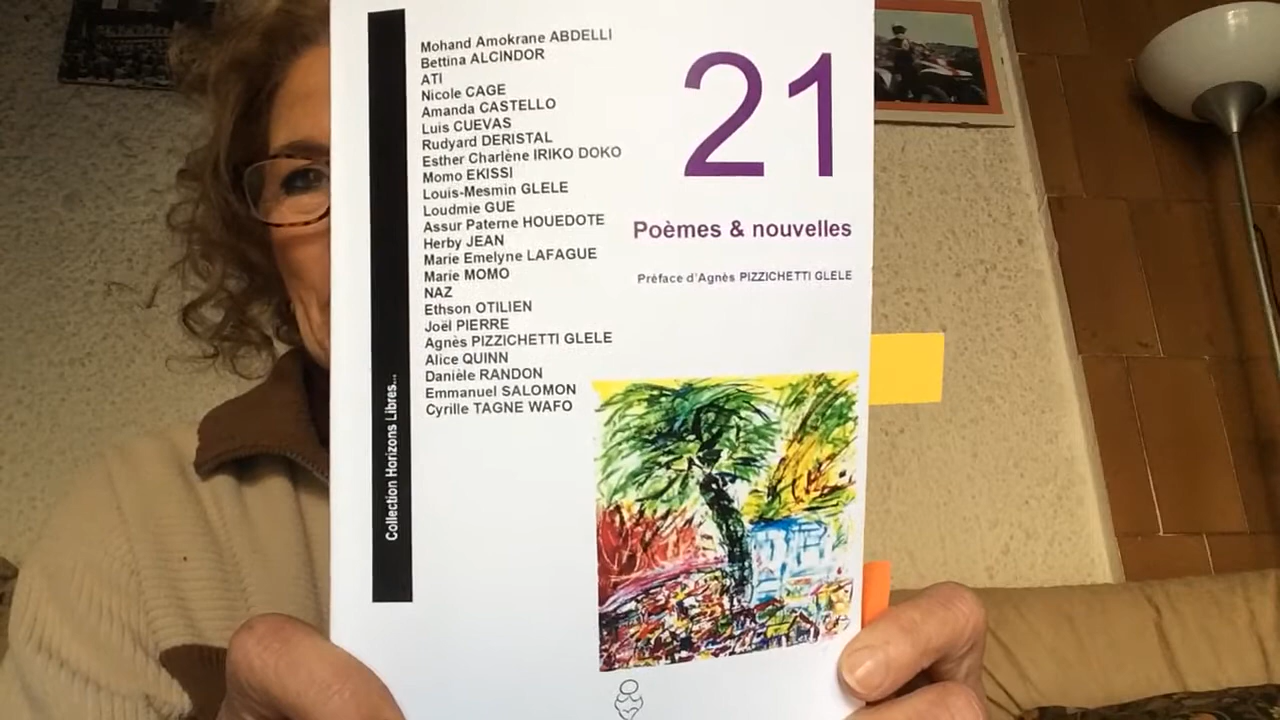 Mohand Amokrane ABDELLI
Bettina ALCINDOR
ATI
Nicole CAGE
Amanda CASTELLO
Luis CUEVAS
Rudyard DERISTAL
Esther Charlène IRIKO DOKO
Momo EKISSI
Louis-Mesmin GLELE
Loudmie GUE
Assur Paterne HOUEDOTE
Herby JEAN
Marie Emelyne LAFAGUE
Marie MOMO
NAZ
Ethson OTILIEN
Joël PIERRE
Agnès PIZZICHETTI GLELE
Alice QUINN
Danièle RANDON
Emmanuel SALOMON
Cyrille TAGNE WAFO
21
Poèmes & nouvelles
Préface d'Agnès PIZZICHETTI GLELE
Collection Horizons Libres...